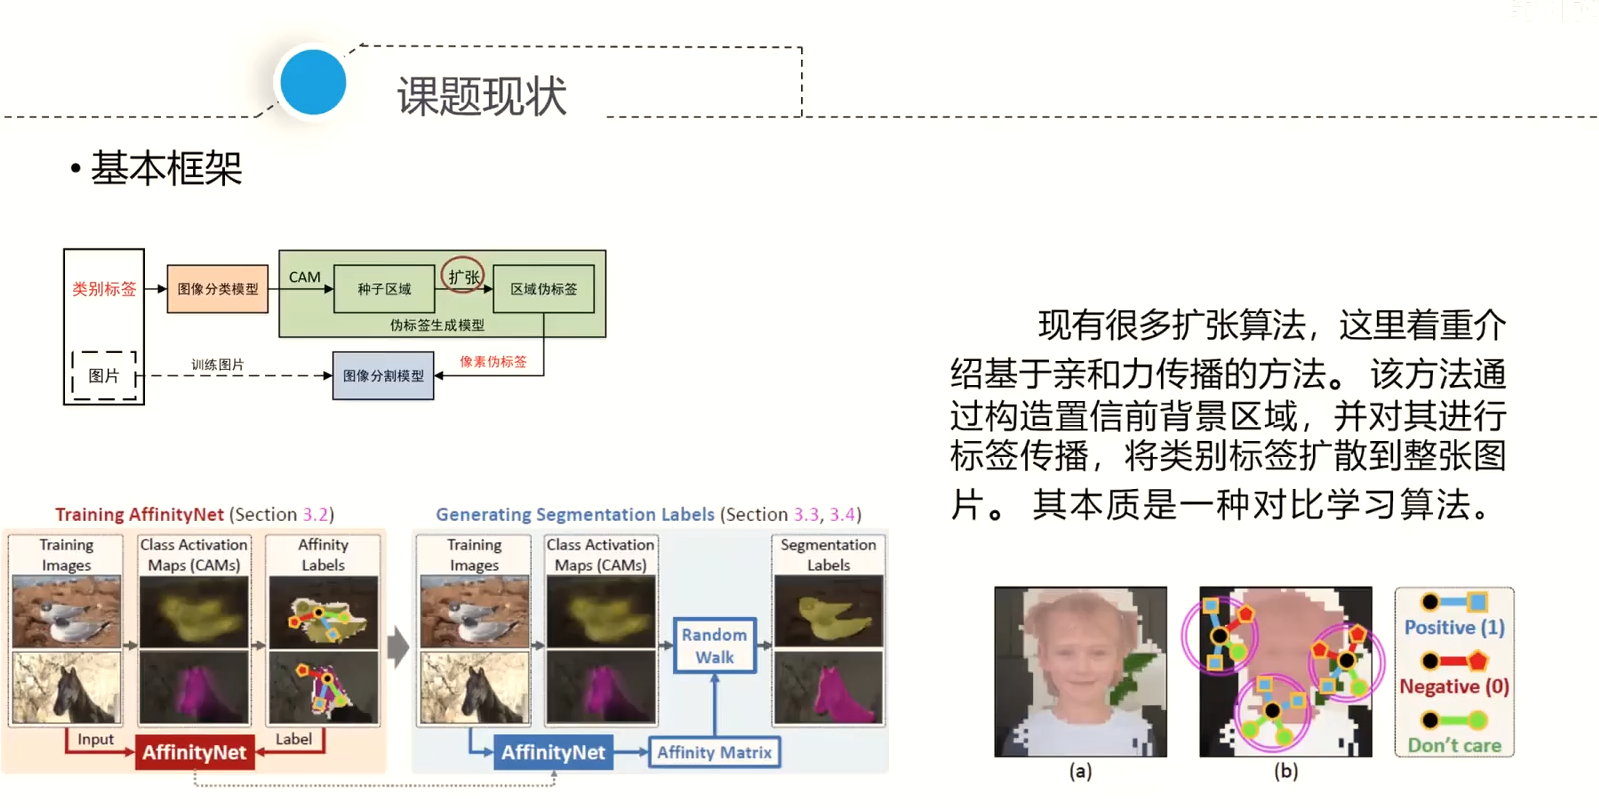 课题现状
• 基本框架
类别标签
图像分类模型
CAM
种子区域
扩张
区域伪标签
伪标签生成模型
图片
训练图片
图像分割模型
像素伪标签
现有很多扩张算法，这里着重介
绍基于亲和力传播的方法。 该方法通
过构造置信前背景区域，并对其进行
标签传播，将类别标签扩散到整张图
片。 其本质是一种对比学习算法。
Training AffinityNet (Section 3.2)
Training
Images
Class Activation
Maps (CAMs)
Affinity
Labels
Input
AffinityNet
Label
Generating Segmentation Labels (Section 3.3, 3.4)
Training
Images
Class Activation
Maps (CAMs)
Random
Walk
Segmentation
Labels
AffinityNet
Affinity Matrix
(a)
(b)
Positive (1)
Negative (0)
Don't care